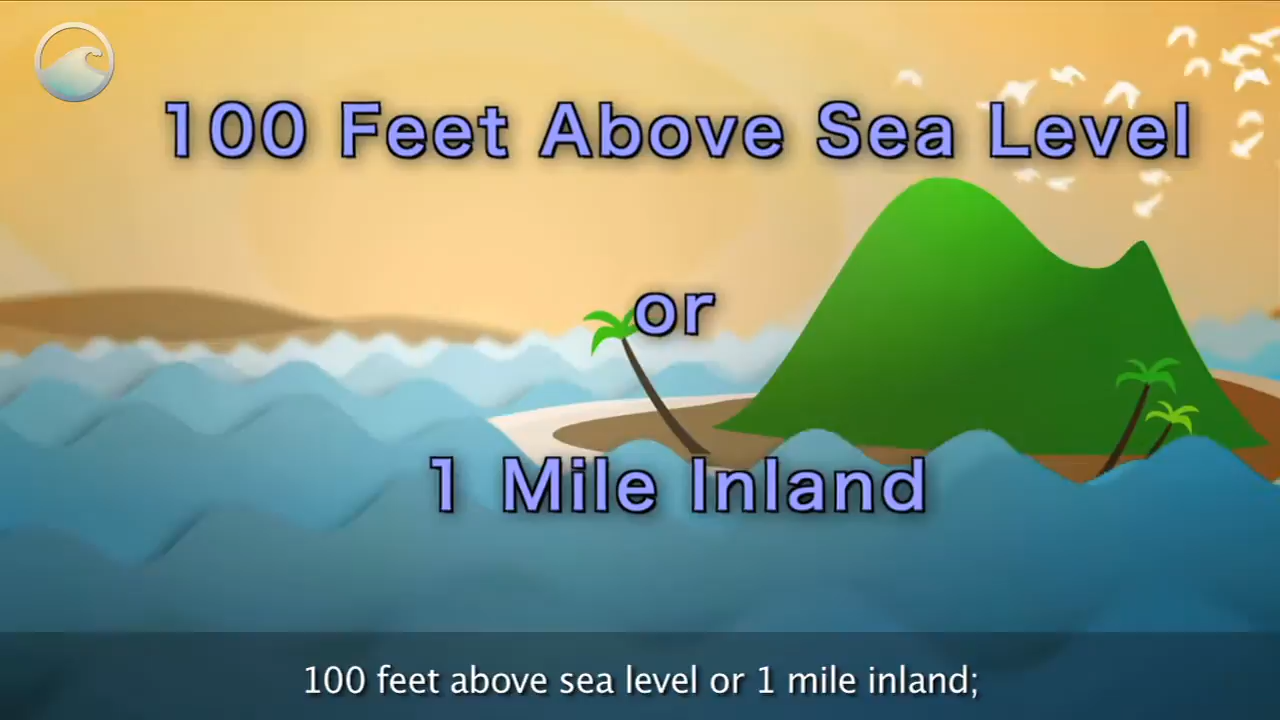 100 Feet Above Sea Level
or
1 Mile Inland
100 feet above sea level or 1 mile inland;